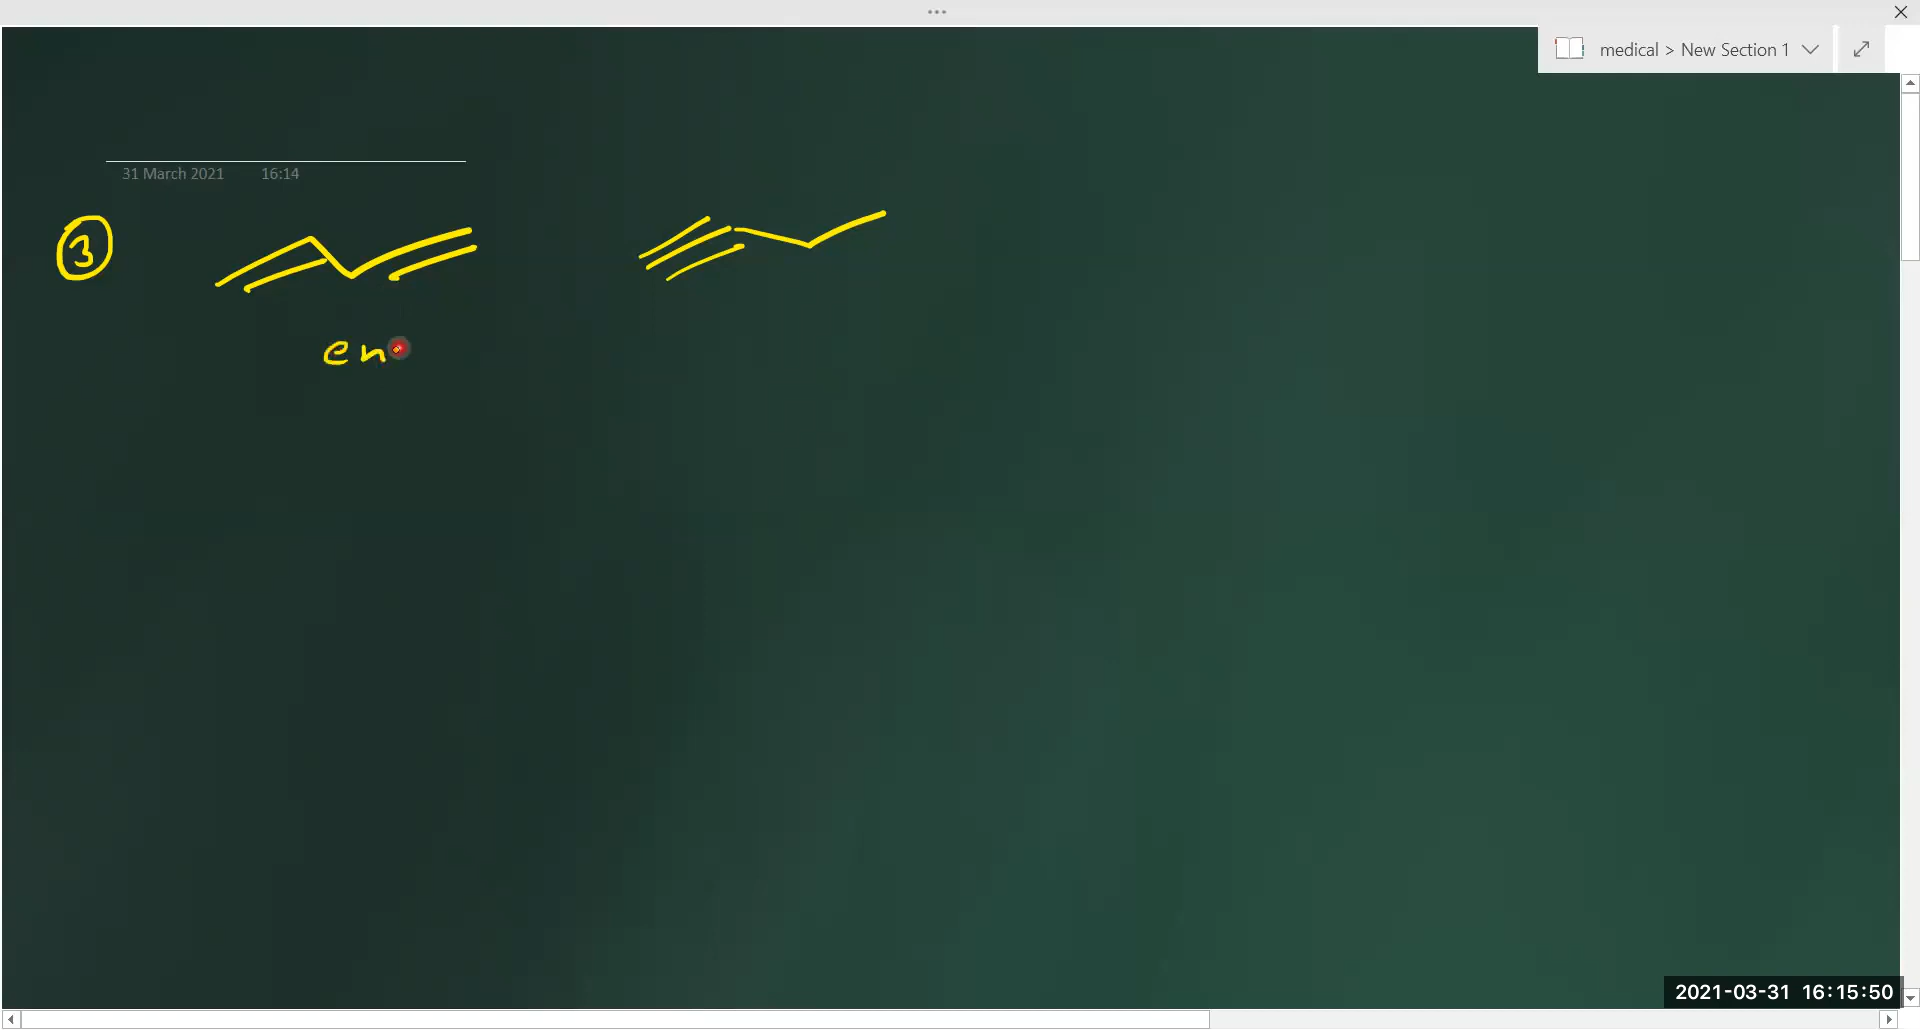 medical > New Section 1
31 March 2021 16:14
3
en
2021-03-31 16:15:50